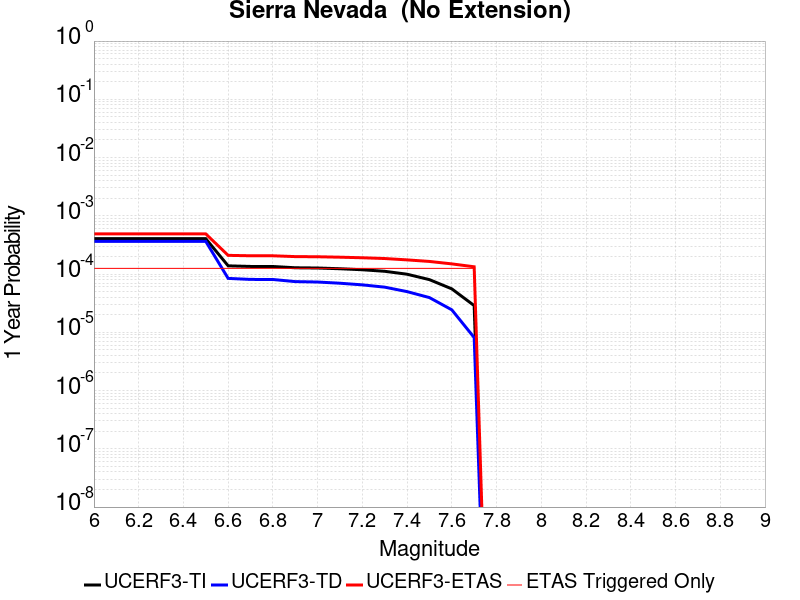 Sierra Nevada  (No Extension)
1 Year Probability
10^0
10^-1
10^-2
10^-3
10^-4
10^-5
10^-6
10^-7
10^-8
6 6.2 6.4 6.6 6.8 7 7.2 7.4 7.6 7.8 8 8.2 8.4 8.6 8.8 9
Magnitude
UCERF3-TI UCERF3-TD UCERF3-ETAS ETAS Triggered Only